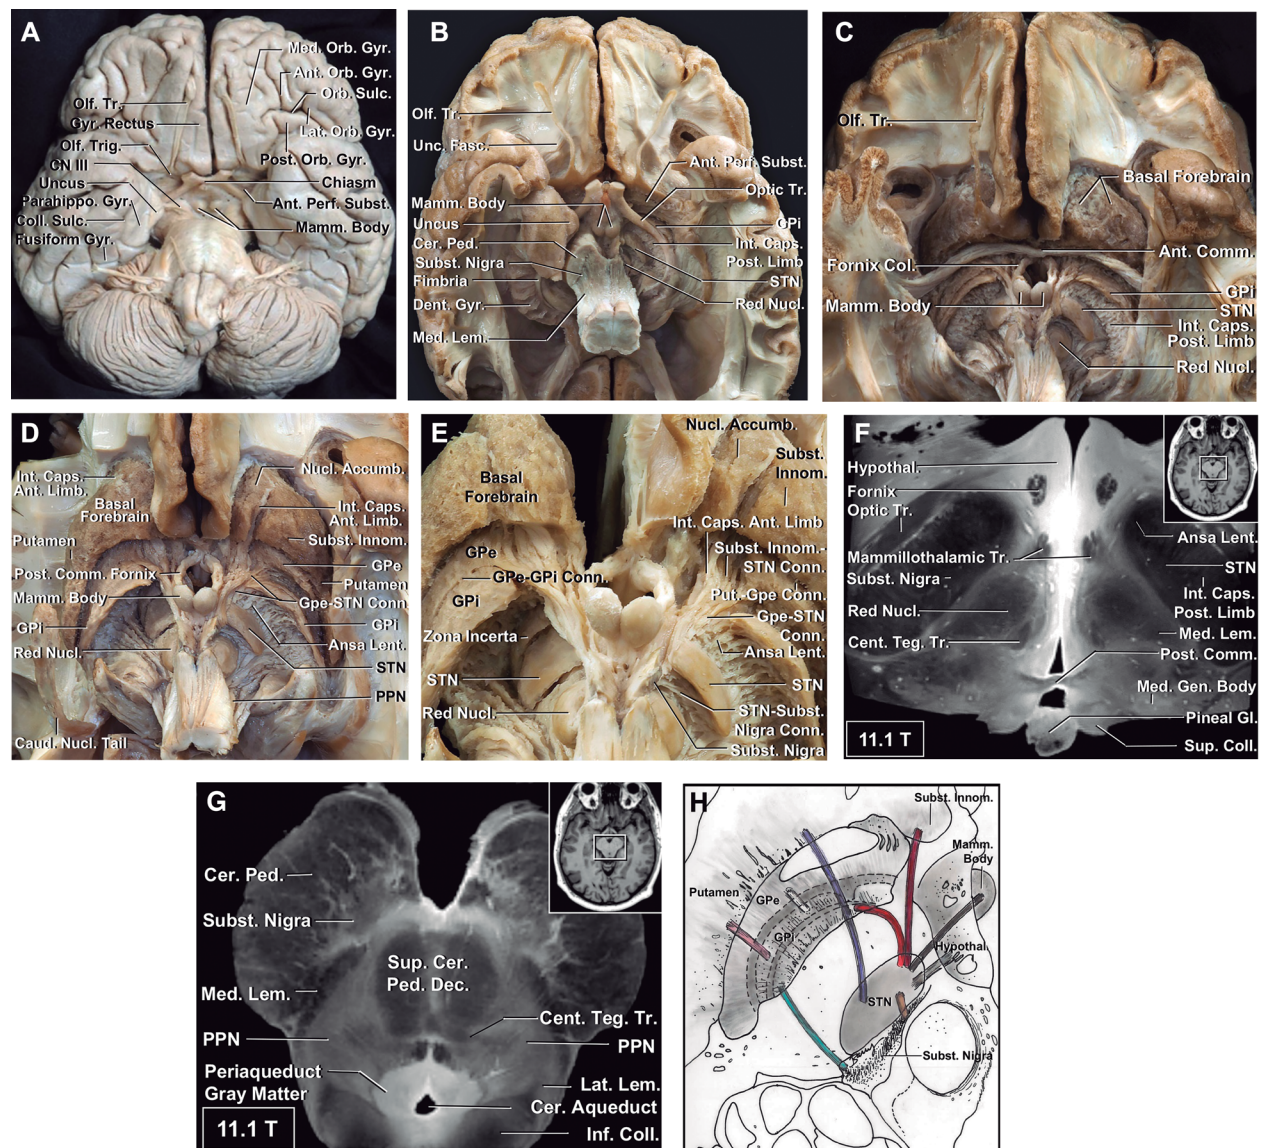 A
Med. Orb. Gyr.
Ant. Orb Gyr.
Orb. Sulc.
Olf. Tr.
Gyr. Rectus
Lat. Orb. Gyr.
Olf. Trig.
Post. Orb. Gyr.
CN III
Uncus
Chiasm
Parahippo. Gyr.
Ant. Perf. Subst.
Coll. Sulc.
Mamm. Body
Fusiform Gyr.
B
Olf. Tr.
Unc. Fasc.
Ant. Perf. Subst.
Optic Tr.
Mamm. Body
Uncus
GPi
Cer. Ped.
Int. Caps.
Post. Limb
Subst. Nigra
Fimbria
STN
Dent. Gyr.
Red Nucl.
Med. Lem.
C
Olf. Tr.
Basal Forebrain
Ant. Comm.
Fornix Col.
Mamm. Body
GPi
STN
Int. Caps.
Post. Limb
Red Nucl.
D
Int. Caps.
Ant. Limb.
Nucl. Accumb.
Basal
Forebrain
Int. Caps.
Ant. Limb.
Putamen
Subst. Innom.
Post. Comm. Fornix
GPe
Putamen
Mamm. Body
Gpe-STN Conn.
GPi
GPi
Red Nucl.
Ansa Lent.
STN
PPN
Caud. Nucl. Tail
E
Nucl. Accumb.
Subst.
Innom.
Basal
Forebrain
Int. Caps. Ant. Limb
GPe
Subst. Innom.-
STN Conn.
GPe-GPi Conn.
Put.-Gpe Conn.
GPi
Gpe-STN
Conn.
Zona Incerta
Ansa Lent.
STN
STN
Red Nucl.
STN-Subst.
Nigra Conn.
Subst. Nigra
F
Hypothal.
Fornix
Optic Tr.
Ansa Lent.
Mammillothalamic Tr.
STN
Subst. Nigra
Int. Caps.
Post. Limb
Red Nucl.
Med. Lem.
Cent. Teg. Tr.
Post. Comm.
Med. Gen. Body
Pineal Gl.
Sup. Coll.
11.1 T
G
Cer. Ped.
Subst. Nigra
Sup. Cer.
Ped. Dec.
Med. Lem.
Cent. Teg. Tr.
PPN
PPN
Periaqueduct
Gray Matter
Lat. Lem.
Cer. Aqueduct
Inf. Coll.
11.1 T
H
Subst. Innom.
Mamm.
Body
Putamen
GPe
GPi
Hypothal.
STN
Subst. Nigra